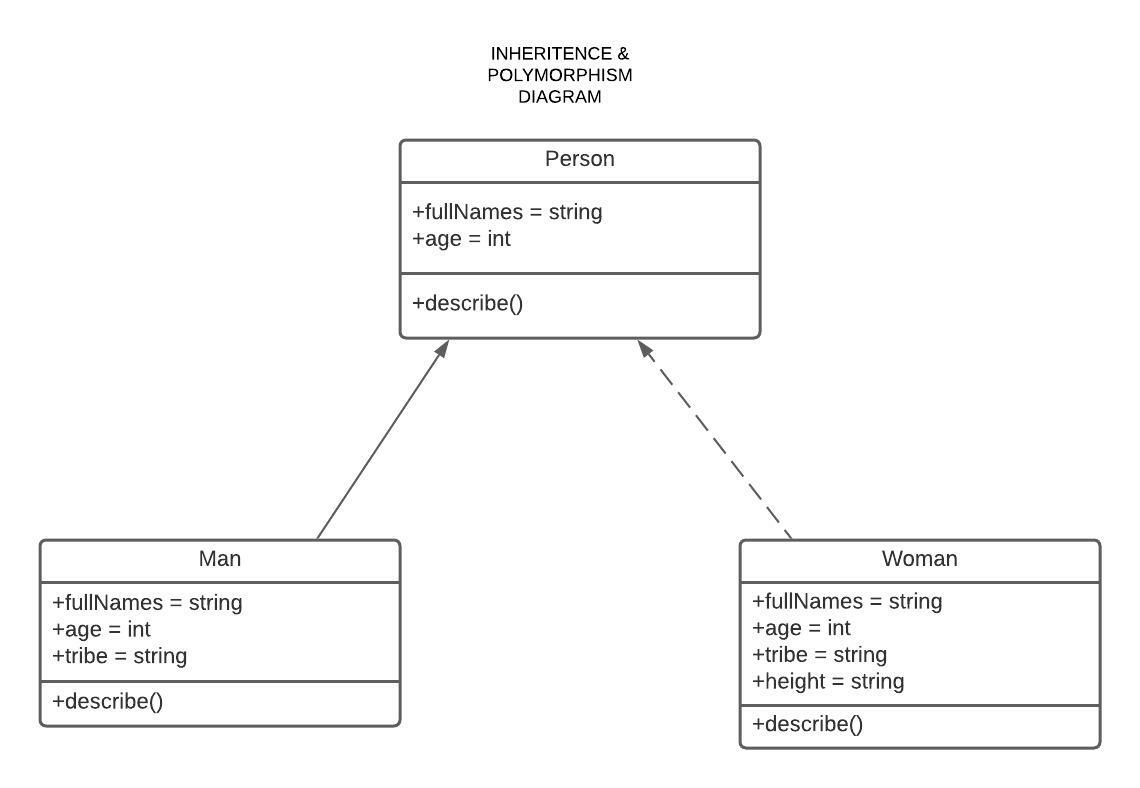 INHERITENCE &
POLYMORPHISM
DIAGRAM
Person
+fullNames = string
+age = int
+describe()
Man
+fullNames = string
+age = int
+tribe = string
+describe()
Woman
+fullNames = string
+age = int
+tribe = string
+height = string
+describe()